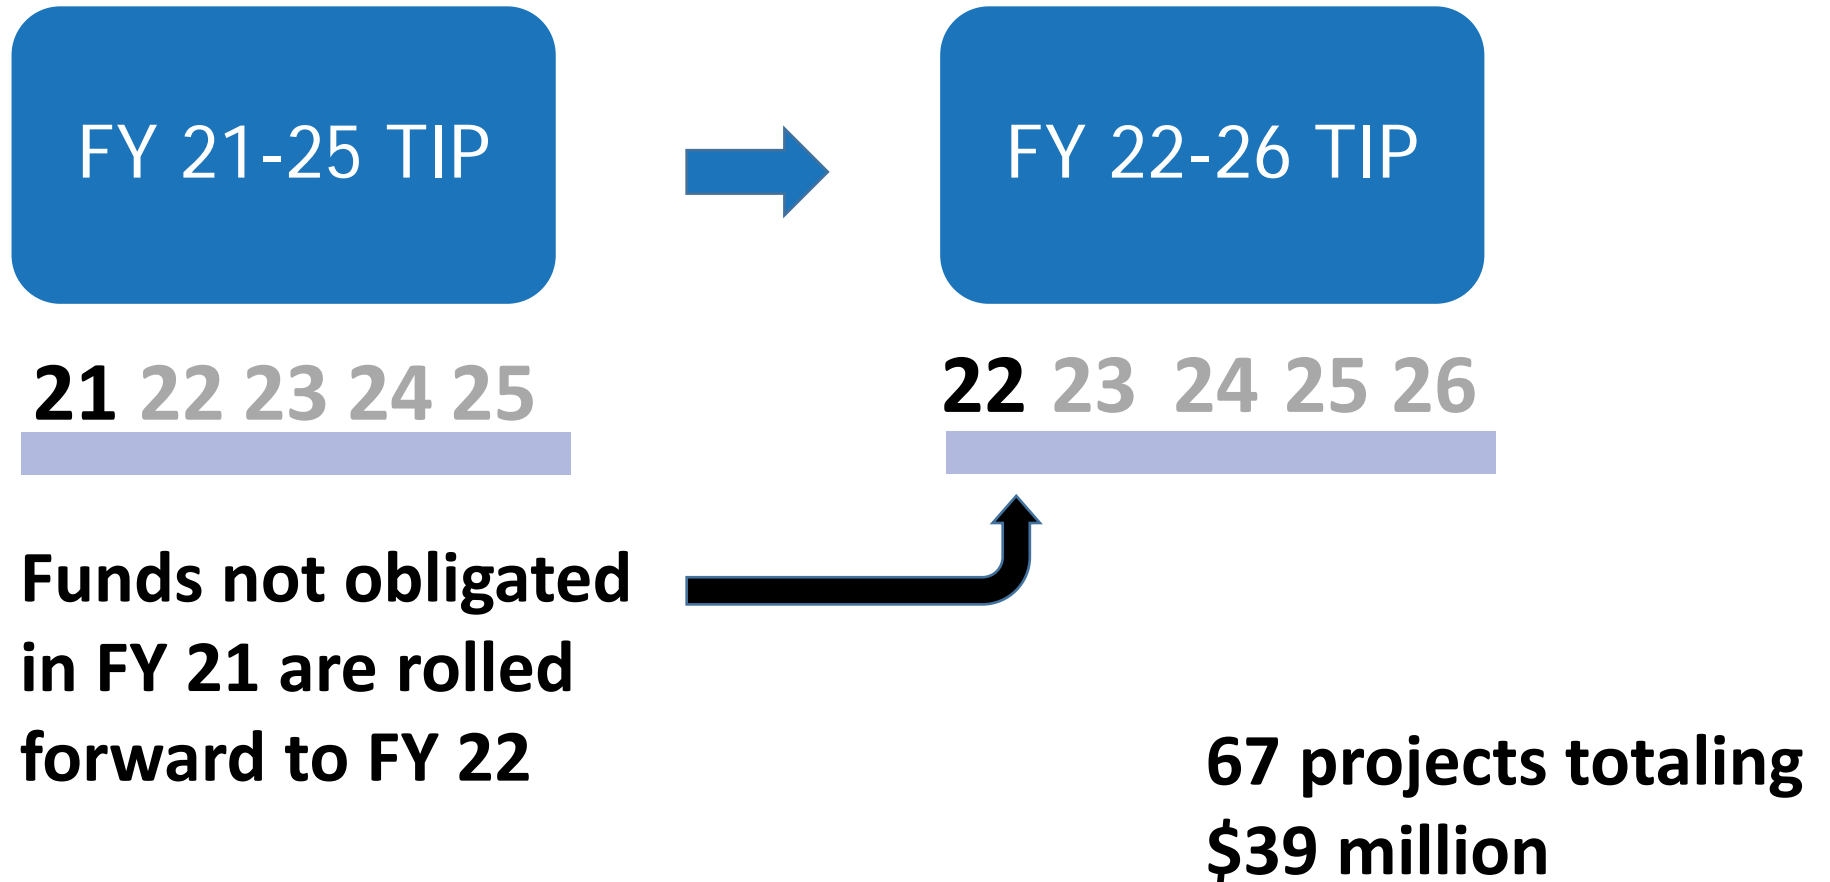 FY 21-25 TIP
FY 22-26 TIP
21 22 23 24 25
22 23 24 25 26
Funds not obligated
in FY 21 are rolled
forward to FY 22
67 projects totaling
$39 million